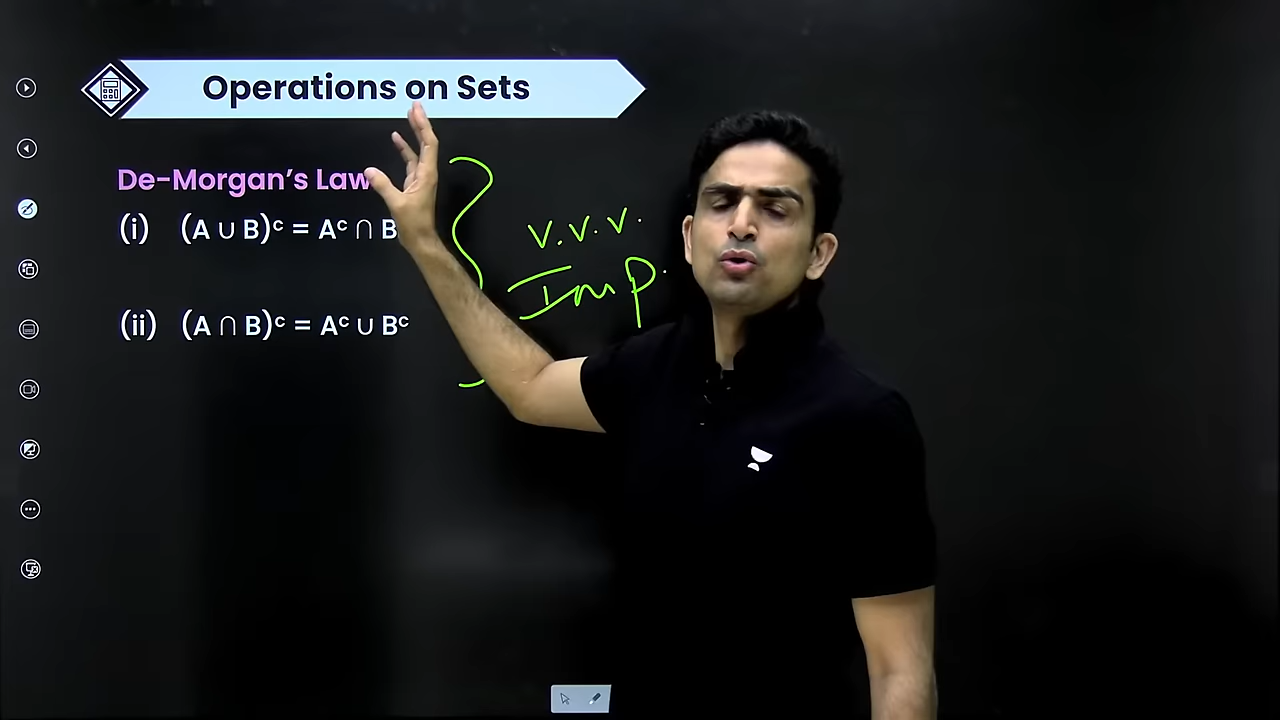 Operations on Sets
De-Morgan's Law
(i) (A ∪ B)ᶜ = Aᶜ ∩ B
(ii) (A ∩ B)ᶜ = Aᶜ ∪ Bᶜ
V.V.V.
Imp.